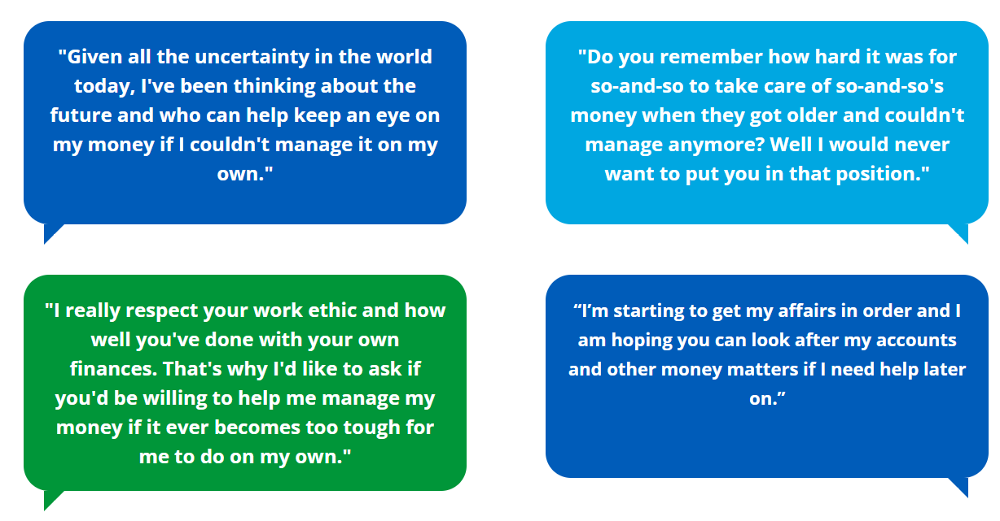 "Given all the uncertainty in the world
today, I've been thinking about the
future and who can help keep an eye on
my money if I couldn't manage it on my
own."
"Do you remember how hard it was for
so-and-so to take care of so-and-so's
money when they got older and couldn't
manage anymore? Well I would never
want to put you in that position."
"I really respect your work ethic and how
well you've done with your own
finances. That's why I'd like to ask if
you'd be willing to help me manage my
money if it ever becomes too tough for
me to do on my own."
“I’m starting to get my affairs in order and I
am hoping you can look after my accounts
and other money matters if I need help later
on.”